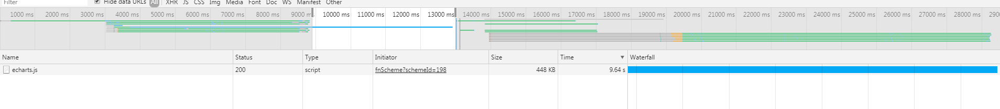 Filter Hide data URLs All XHR JS CSS Img Media Font Doc WS Manifest Other
1000 ms 2000 ms 3000 ms 4000 ms 5000 ms 6000 ms 7000 ms 8000 ms 9000 m 10000 ms 11000 ms 12000 ms 13000 ms 14000 ms 15000 ms 16000 ms 17000 ms 18000 ms 19000 ms 20000 ms 21000 ms 22000 ms 23000 ms 24000 ms 25000 ms 26000 ms 27000 ms 28000 ms 2900
Name Status Type Initiator Size Time ▼ Waterfall
echarts.js 200 script fnScheme?schemeId=198 448 KB 9.64 s